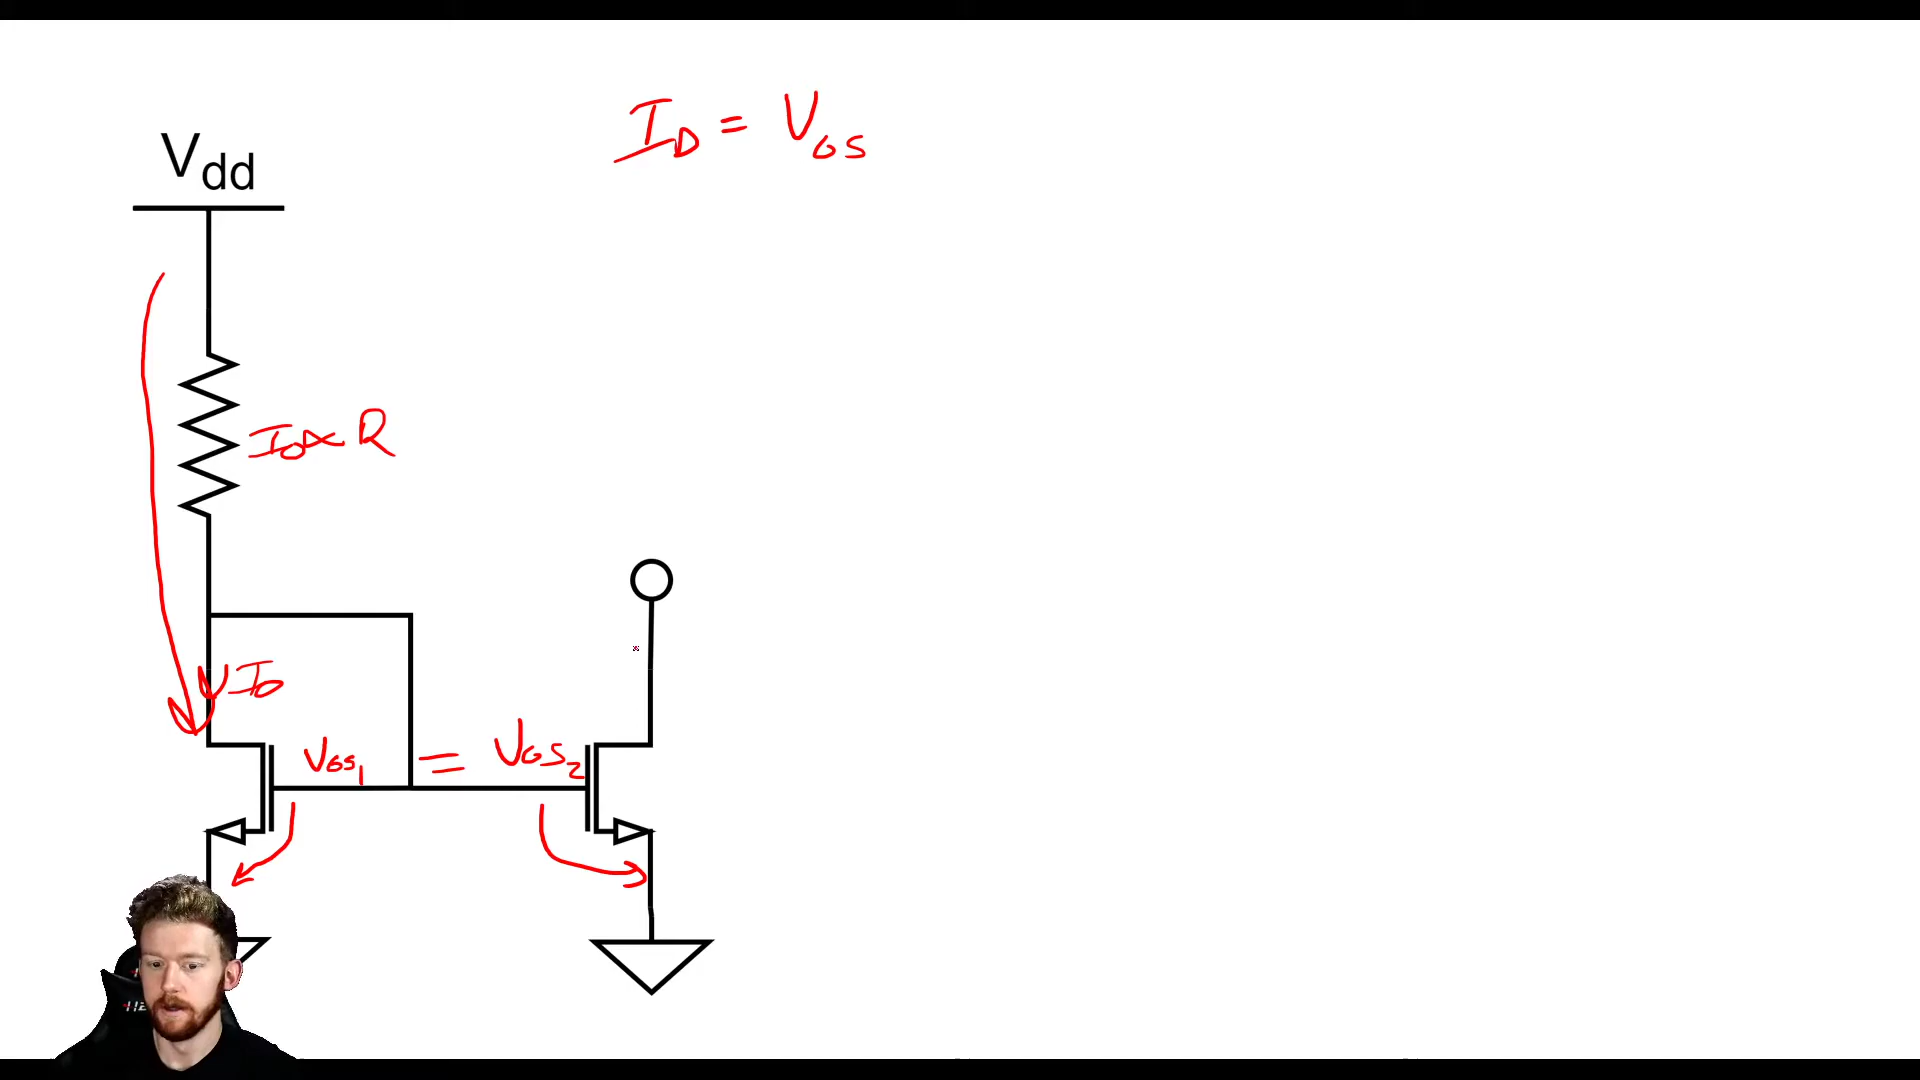 I_D = V_GS
V_dd
I_D ∝ R
I_D
V_GS1 = V_GS2